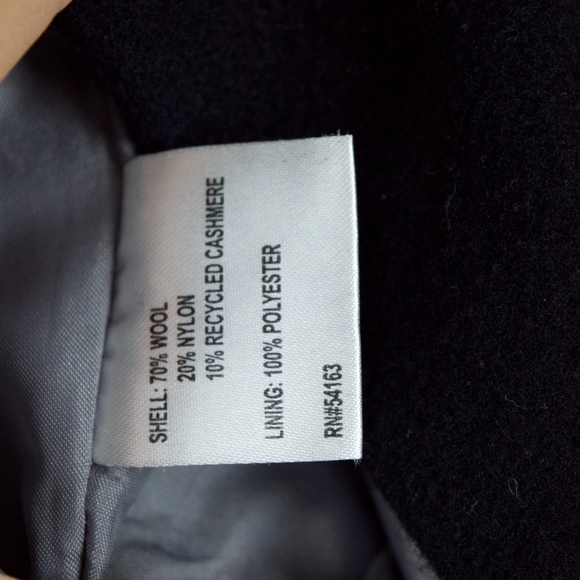 SHELL: 70% WOOL
20% NYLON
10% RECYCLED CASHMERE
LINING: 100% POLYESTER
RN#54163